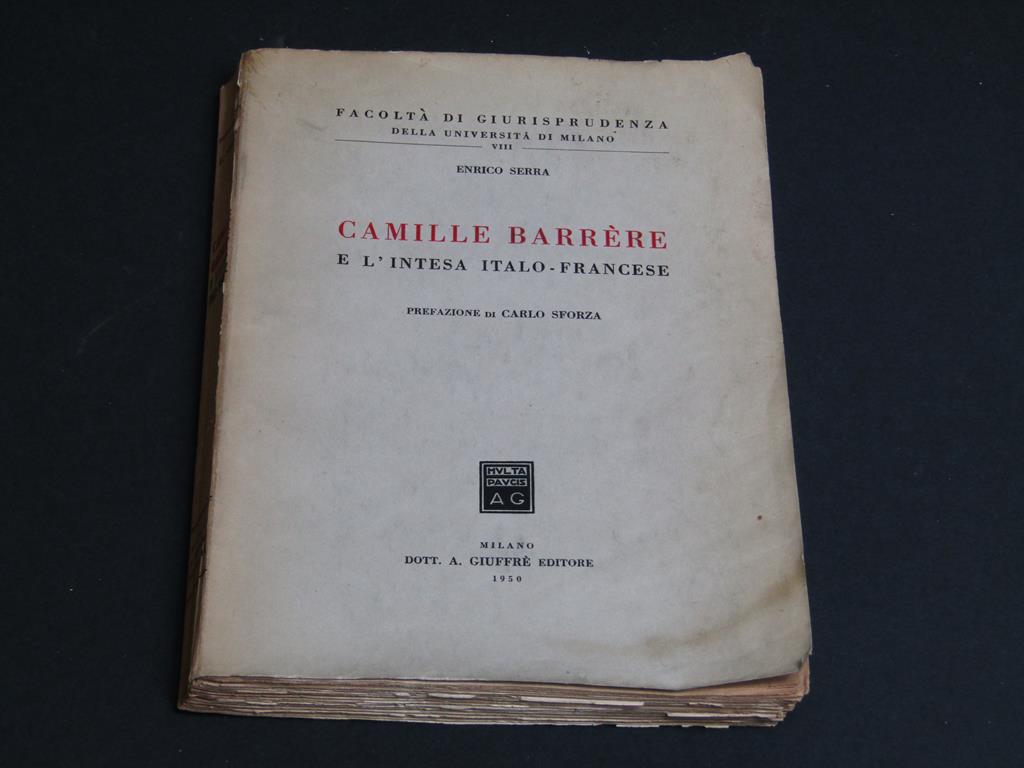 FACOLTÀ DI GIURISPRUDENZA
DELLA UNIVERSITÀ DI MILANO
VIII
ENRICO SERRA
CAMILLE BARRÈRE
E L'INTESA ITALO-FRANCESE
PREFAZIONE DI CARLO SFORZA
MVLTA
PAVCIS
AG
MILANO
DOTT. A. GIUFFRÈ EDITORE
1950